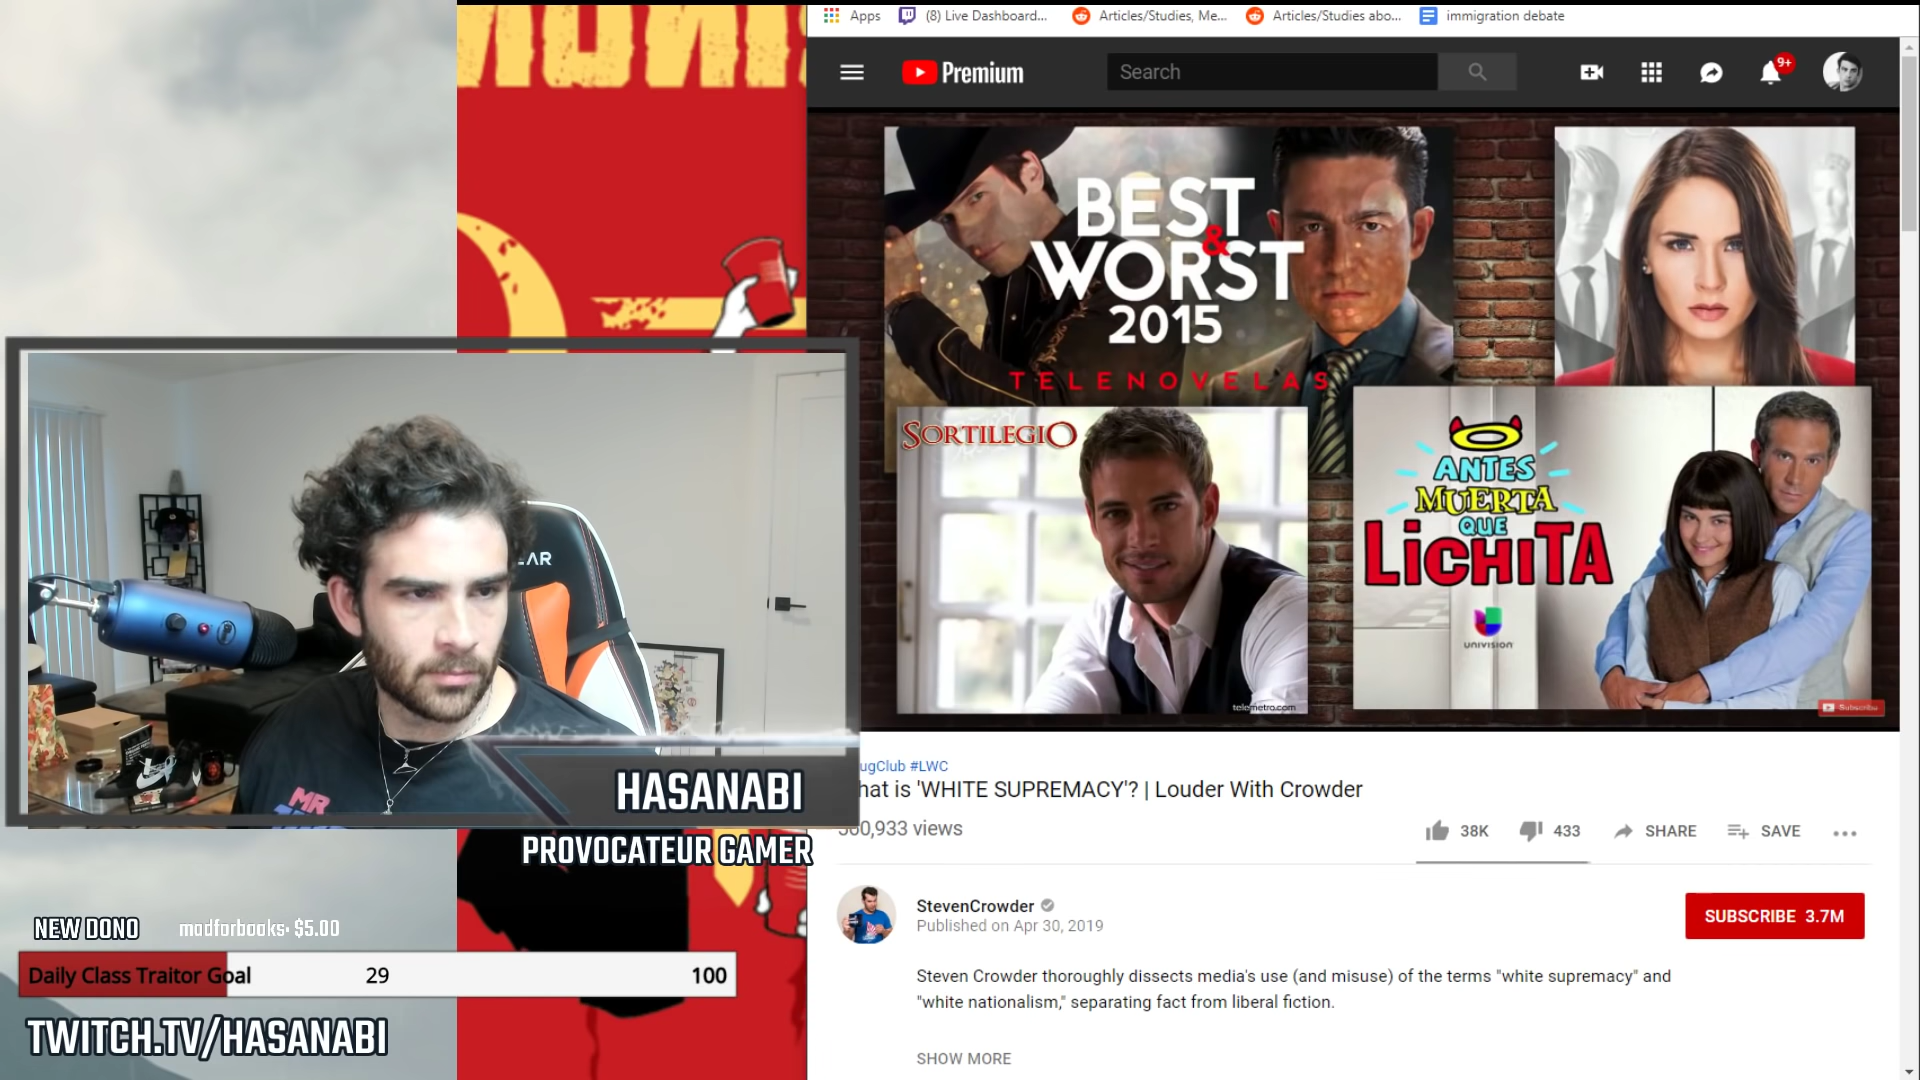 Apps
(8) Live Dashboard...
Articles/Studies, Me...
Articles/Studies abo...
immigration debate
Premium
Search
9+
BEST
&
WORST
2015
TELENOVELAS
SORTILEGIO
telemetro.com
ANTES
MUERTA
QUE
LiCHiTA
UNIVISION
Subscribe
MR
HASANABI
PROVOCATEUR GAMER
ugClub #LWC
hat is 'WHITE SUPREMACY'? | Louder With Crowder
500,933 views
38K
433
SHARE
SAVE
StevenCrowder
Published on Apr 30, 2019
SUBSCRIBE 3.7M
Steven Crowder thoroughly dissects media's use (and misuse) of the terms "white supremacy" and
"white nationalism," separating fact from liberal fiction.
SHOW MORE
NEW DONO madforbooks: $5.00
Daily Class Traitor Goal 29 100
TWITCH.TV/HASANABI